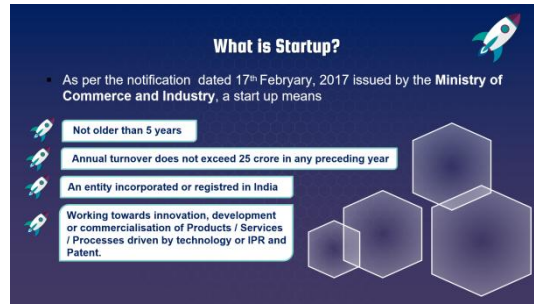 What is Startup?
As per the notification dated 17th Febryary, 2017 issued by the Ministry of
Commerce and Industry, a start up means
Not older than 5 years
Annual turnover does not exceed 25 crore in any preceding year
An entity incorporated or registred in India
Working towards innovation, development
or commercialisation of Products / Services
/ Processes driven by technology or IPR and
Patent.